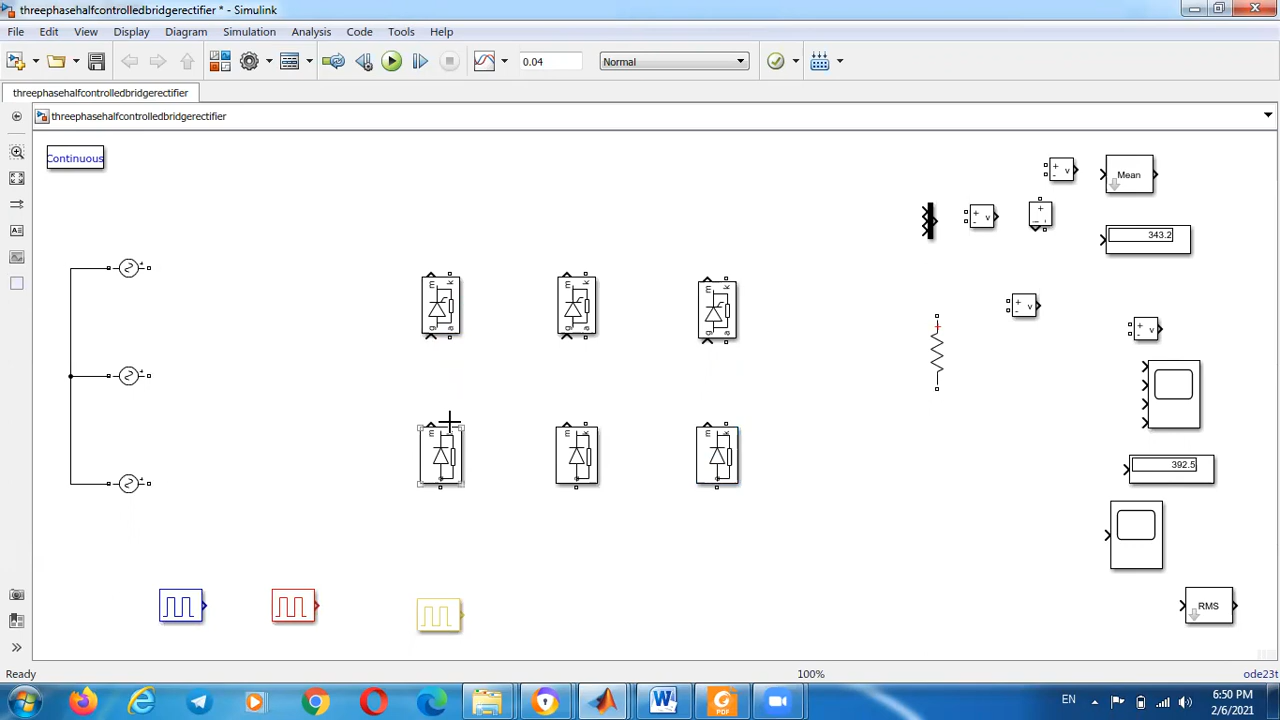 threephasehalfcontrolledbridgerectifier * - Simulink
File Edit View Display Diagram Simulation Analysis Code Tools Help
0.04 Normal
threephasehalfcontrolledbridgerectifier
threephasehalfcontrolledbridgerectifier
Continuous
+ - v Mean
+ - v
+
343.2
m k m k m k
g a g a g a
+ - v
+ - v
+
m k m k m k
392.5
RMS
Ready 100% ode23t
EN 6:50 PM
2/6/2021